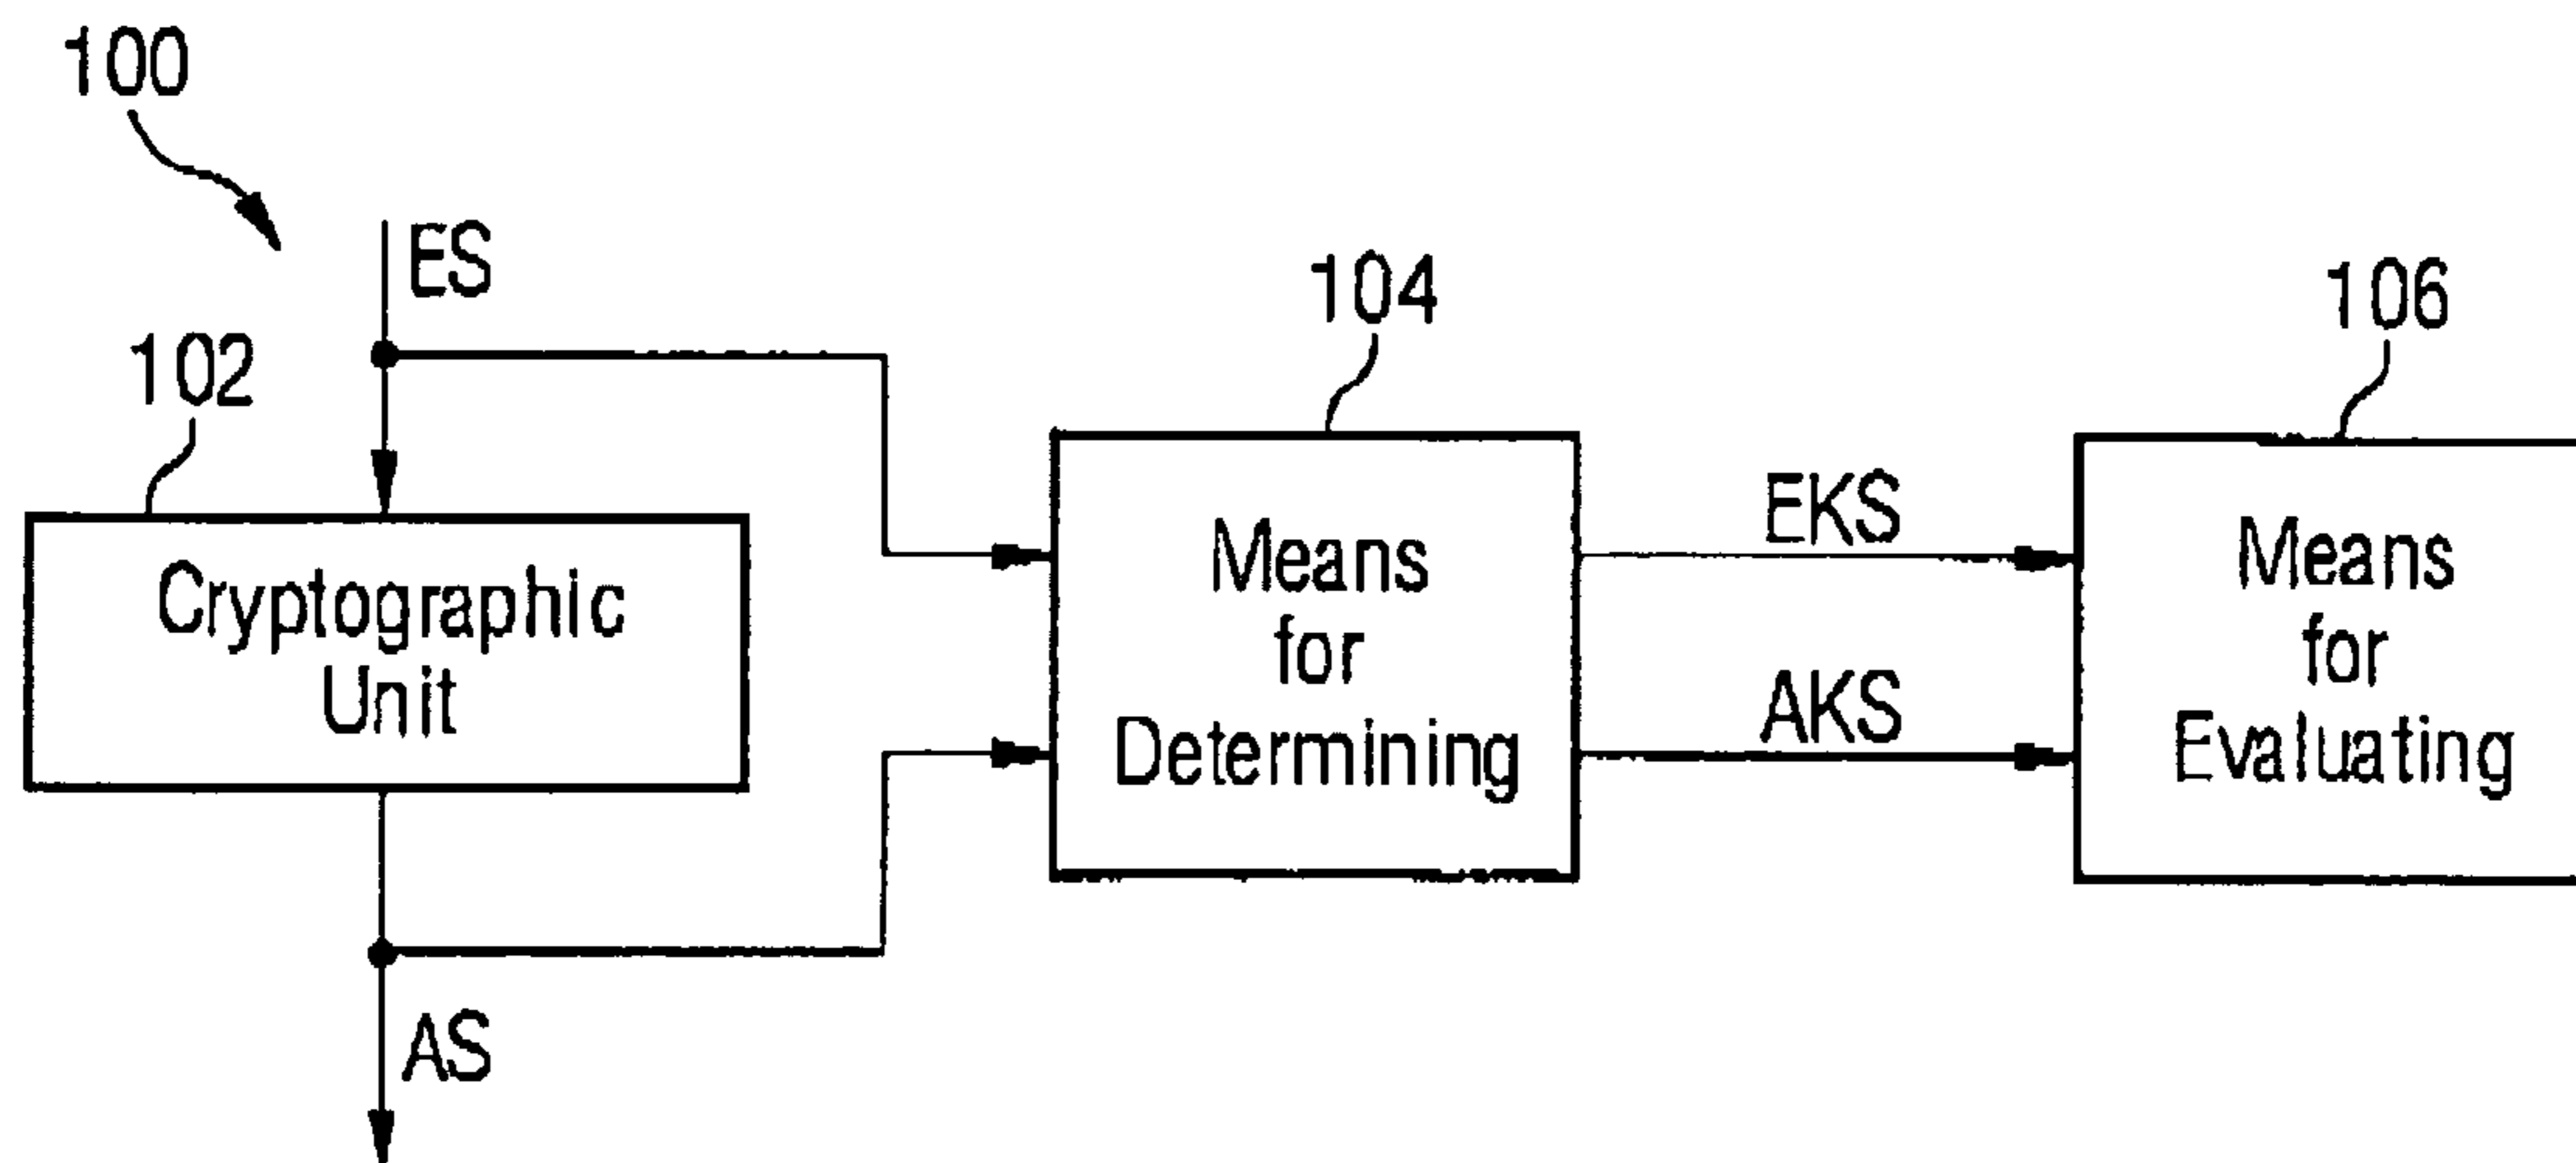 100
ES
102
104
106
Cryptographic
Unit
Means
for
Determining
EKS
AKS
Means
for
Evaluating
AS